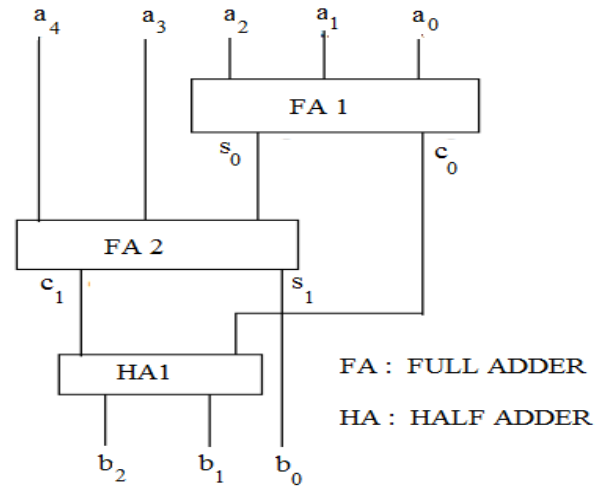 a4 a3 a2 a1 a0
FA 1
s0 c0
FA 2
c1 s1
HA1
FA : FULL ADDER
HA : HALF ADDER
b2 b1 b0